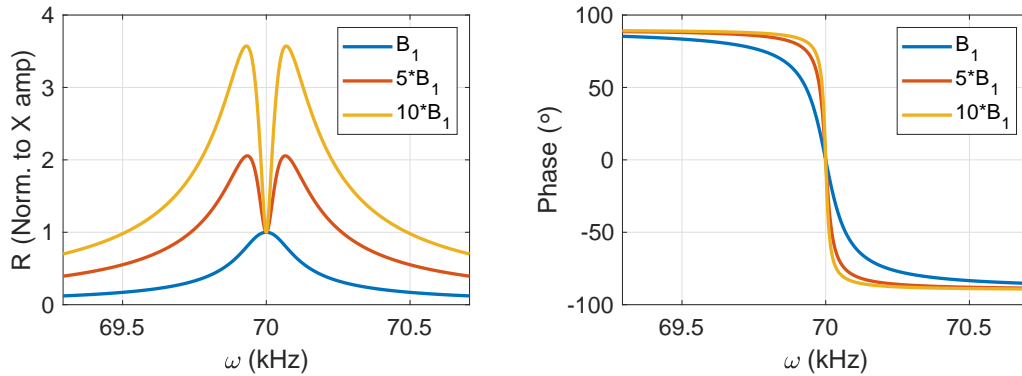 R (Norm. to X amp)
4
3
2
1
0
69.5
70
70.5
ω (kHz)
B₁
5*B₁
10*B₁
Phase (°)
100
50
0
-50
-100
69.5
70
70.5
ω (kHz)
B₁
5*B₁
10*B₁